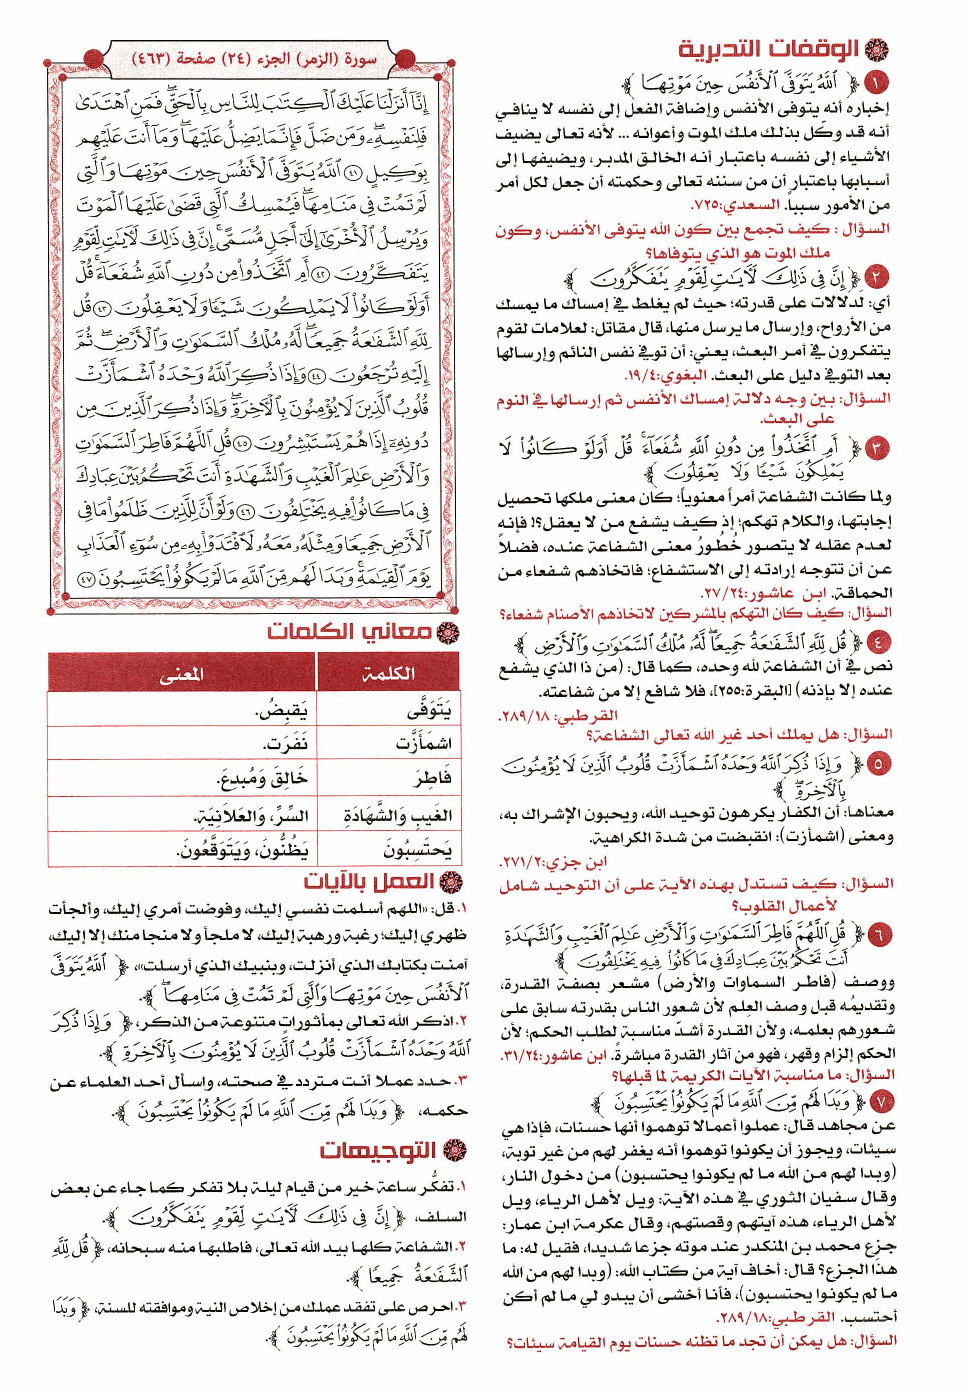 الوقفات التدبرية
١ ﴿ ٱللَّهُ يَتَوَفَّى ٱلْأَنفُسَ حِينَ مَوْتِهَا ﴾
إخباره أنه يتوفى الأنفس وإضافة الفعل إلى نفسه لا ينافي
أنه قد وكَّل بذلك ملك الموت وأعوانه ... لأنه تعالى يضيف
الأشياء إلى نفسه باعتبار أنه الخالق المدبر، ويضيفها إلى
أسبابها باعتبار أن من سننه تعالى وحكمته أن جعل لكل أمر
من الأمور سبباً. السعدي:٧٢٥.
السؤال : كيف تجمع بين كون الله يتوفى الأنفس، وكون
ملك الموت هو الذي يتوفاها؟
٢ ﴿ إِنَّ فِى ذَٰلِكَ لَءَايَٰتٍ لِّقَوْمٍ يَتَفَكَّرُونَ ﴾
أي: لدلالات على قدرته؛ حيث لم يغلط في إمساك ما يمسك
من الأرواح، وإرسال ما يرسل منها، قال مقاتل: لعلامات لقوم
يتفكرون في أمر البعث، يعني: أن توفي نفس النائم وإرسالها
بعد التوفي دليل على البعث. البغوي:١٩/٤.
السؤال: بين وجه دلالة إمساك الأنفس ثم إرسالها في النوم
على البعث.
٣ ﴿ أَمِ ٱتَّخَذُوا۟ مِن دُونِ ٱللَّهِ شُفَعَآءَ ۚ قُلْ أَوَلَوْ كَانُوا۟ لَا
يَمْلِكُونَ شَيْـًٔا وَلَا يَعْقِلُونَ ﴾
ولما كانت الشفاعة أمراً معنوياً؛ كان معنى ملكها تحصيل
إجابتها، والكلام تهكم؛ إذ كيف يشفع من لا يعقل؟! فإنه
لعدم عقله لا يتصور خُطُورُ معنى الشفاعة عنده، فضلاً
عن أن تتوجه إرادته إلى الاستشفاع؛ فاتخاذهم شفعاء من
الحماقة. ابن عاشور:٢٧/٢٤.
السؤال: كيف كان التهكم بالمشركين لاتخاذهم الأصنام شفعاء؟
٤ ﴿ قُل لِّلَّهِ ٱلشَّفَٰعَةُ جَمِيعًا ۖ لَّهُۥ مُلْكُ ٱلسَّمَٰوَٰتِ وَٱلْأَرْضِ ﴾
نص في أن الشفاعة لله وحده، كما قال: (من ذا الذي يشفع
عنده إلا بإذنه) [البقرة:٢٥٥]، فلا شافع إلا من شفاعته.
القرطبي: ٢٨٩/١٨.
السؤال: هل يملك أحد غير الله تعالى الشفاعة؟
٥ ﴿ وَإِذَا ذُكِرَ ٱللَّهُ وَحْدَهُ ٱشْمَأَزَّتْ قُلُوبُ ٱلَّذِينَ لَا يُؤْمِنُونَ
بِٱلْءَاخِرَةِ ﴾
معناها: أن الكفار يكرهون توحيد الله، ويحبون الإشراك به،
ومعنى (اشمأزت): انقبضت من شدة الكراهية.
ابن جزي:٢٧١/٢.
السؤال: كيف تستدل بهذه الآية على أن التوحيد شامل
لأعمال القلوب؟
٦ ﴿ قُلِ ٱللَّهُمَّ فَاطِرَ ٱلسَّمَٰوَٰتِ وَٱلْأَرْضِ عَٰلِمَ ٱلْغَيْبِ وَٱلشَّهَٰدَةِ
أَنتَ تَحْكُمُ بَيْنَ عِبَادِكَ فِى مَا كَانُوا۟ فِيهِ يَخْتَلِفُونَ ﴾
ووصف (فاطر السماوات والأرض) مشعر بصفة القدرة،
وتقديمُه قبل وصف العِلم لأن شعور الناس بقدرته سابق على
شعورهم بعلمه، ولأن القدرة أشدّ مناسبة لطلب الحكم؛ لأن
الحكم إلزام وقهر، فهو من آثار القدرة مباشرةً. ابن عاشور:٣١/٢٤.
السؤال: ما مناسبة الآيات الكريمة لما قبلها؟
٧ ﴿ وَبَدَا لَهُم مِّنَ ٱللَّهِ مَا لَمْ يَكُونُوا۟ يَحْتَسِبُونَ ﴾
عن مجاهد قال: عملوا أعمالا توهموا أنها حسنات، فإذا هي
سيئات، ويجوز أن يكونوا توهموا أنه يغفر لهم من غير توبة،
(وبدا لهم من الله ما لم يكونوا يحتسبون) من دخول النار،
وقال سفيان الثوري في هذه الآية: ويل لأهل الرياء، ويل
لأهل الرياء، هذه آيتهم وقصتهم، وقال عكرمة ابن عمار:
جزع محمد بن المنكدر عند موته جزعا شديدا، فقيل له: ما
هذا الجزع؟ قال: أخاف آية من كتاب الله: (وبدا لهم من الله
ما لم يكونوا يحتسبون)، فأنا أخشى أن يبدو لي ما لم أكن
أحتسب. القرطبي:٢٨٩/١٨.
السؤال: هل يمكن أن تجد ما تظنه حسنات يوم القيامة سيئات؟
سورة (الزمر) الجزء (٢٤) صفحة (٤٦٣)
إِنَّآ أَنزَلْنَا عَلَيْكَ ٱلْكِتَٰبَ لِلنَّاسِ بِٱلْحَقِّ ۖ فَمَنِ ٱهْتَدَىٰ
فَلِنَفْسِهِۦ ۖ وَمَن ضَلَّ فَإِنَّمَا يَضِلُّ عَلَيْهَا ۖ وَمَآ أَنتَ عَلَيْهِم
بِوَكِيلٍ ٤١ ٱللَّهُ يَتَوَفَّى ٱلْأَنفُسَ حِينَ مَوْتِهَا وَٱلَّتِى
لَمْ تَمُتْ فِى مَنَامِهَا ۖ فَيُمْسِكُ ٱلَّتِى قَضَىٰ عَلَيْهَا ٱلْمَوْتَ
وَيُرْسِلُ ٱلْأُخْرَىٰٓ إِلَىٰٓ أَجَلٍ مُّسَمًّى ۚ إِنَّ فِى ذَٰلِكَ لَءَايَٰتٍ لِّقَوْمٍ
يَتَفَكَّرُونَ ٤٢ أَمِ ٱتَّخَذُوا۟ مِن دُونِ ٱللَّهِ شُفَعَآءَ ۚ قُلْ
أَوَلَوْ كَانُوا۟ لَا يَمْلِكُونَ شَيْـًٔا وَلَا يَعْقِلُونَ ٤٣ قُل
لِّلَّهِ ٱلشَّفَٰعَةُ جَمِيعًا ۖ لَّهُۥ مُلْكُ ٱلسَّمَٰوَٰتِ وَٱلْأَرْضِ ۖ ثُمَّ
إِلَيْهِ تُرْجَعُونَ ٤٤ وَإِذَا ذُكِرَ ٱللَّهُ وَحْدَهُ ٱشْمَأَزَّتْ
قُلُوبُ ٱلَّذِينَ لَا يُؤْمِنُونَ بِٱلْءَاخِرَةِ ۖ وَإِذَا ذُكِرَ ٱلَّذِينَ مِن
دُونِهِۦٓ إِذَا هُمْ يَسْتَبْشِرُونَ ٤٥ قُلِ ٱللَّهُمَّ فَاطِرَ ٱلسَّمَٰوَٰتِ
وَٱلْأَرْضِ عَٰلِمَ ٱلْغَيْبِ وَٱلشَّهَٰدَةِ أَنتَ تَحْكُمُ بَيْنَ عِبَادِكَ
فِى مَا كَانُوا۟ فِيهِ يَخْتَلِفُونَ ٤٦ وَلَوْ أَنَّ لِلَّذِينَ ظَلَمُوا۟ مَا فِى
ٱلْأَرْضِ جَمِيعًا وَمِثْلَهُۥ مَعَهُۥ لَٱفْتَدَوْا۟ بِهِۦ مِن سُوٓءِ ٱلْعَذَابِ
يَوْمَ ٱلْقِيَٰمَةِ ۚ وَبَدَا لَهُم مِّنَ ٱللَّهِ مَا لَمْ يَكُونُوا۟ يَحْتَسِبُونَ ٤٧
معاني الكلمات
الكلمة المعنى
يَتَوَفَّى يَقبِضُ.
اشمَأَزَّت نَفَرَت.
فَاطِرَ خَالِقَ وَمُبدِعَ.
الغَيبِ وَالشَّهَادَةِ السِّرِّ، وَالعَلاَنِيَةِ.
يَحتَسِبُونَ يَظُنُّونَ، وَيَتَوَقَّعُونَ.
العمل بالآيات
١. قل: «اللهم أسلمت نفسي إليك، وفوضت أمري إليك، وألجأت
ظهري إليك؛ رغبة ورهبة إليك، لا ملجأ ولا منجا منك إلا إليك،
آمنت بكتابك الذي أنزلت، وبنبيك الذي أرسلت»، ﴿ ٱللَّهُ يَتَوَفَّى
ٱلْأَنفُسَ حِينَ مَوْتِهَا وَٱلَّتِى لَمْ تَمُتْ فِى مَنَامِهَا ﴾.
٢. اذكر الله تعالى بمأثورات متنوعة من الذكر، ﴿ وَإِذَا ذُكِرَ
ٱللَّهُ وَحْدَهُ ٱشْمَأَزَّتْ قُلُوبُ ٱلَّذِينَ لَا يُؤْمِنُونَ بِٱلْءَاخِرَةِ ﴾.
٣. حدد عملا أنت متردد في صحته، واسأل أحد العلماء عن
حكمه، ﴿ وَبَدَا لَهُم مِّنَ ٱللَّهِ مَا لَمْ يَكُونُوا۟ يَحْتَسِبُونَ ﴾.
التوجيهات
١. تفكُّر ساعة خير من قيام ليلة بلا تفكر كما جاء عن بعض
السلف، ﴿ إِنَّ فِى ذَٰلِكَ لَءَايَٰتٍ لِّقَوْمٍ يَتَفَكَّرُونَ ﴾.
٢. الشفاعة كلها بيد الله تعالى، فاطلبها منه سبحانه، ﴿ قُل لِّلَّهِ
ٱلشَّفَٰعَةُ جَمِيعًا ﴾.
٣. احرص على تفقد عملك من إخلاص النية وموافقته للسنة، ﴿ وَبَدَا
لَهُم مِّنَ ٱللَّهِ مَا لَمْ يَكُونُوا۟ يَحْتَسِبُونَ ﴾.